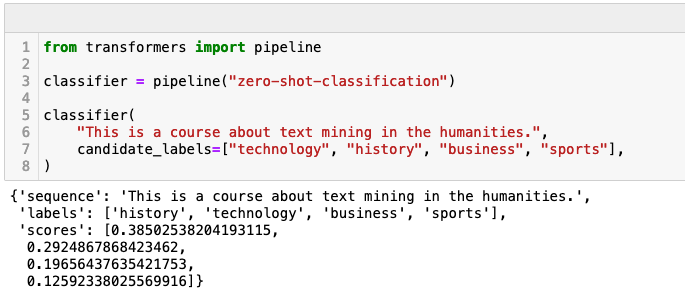 1 from transformers import pipeline
2
3 classifier = pipeline("zero-shot-classification")
4
5 classifier(
6     "This is a course about text mining in the humanities.",
7     candidate_labels=["technology", "history", "business", "sports"],
8 )
{'sequence': 'This is a course about text mining in the humanities.',
 'labels': ['history', 'technology', 'business', 'sports'],
 'scores': [0.38502538204193115,
  0.2924867868423462,
  0.19656437635421753,
  0.12592338025569916]}